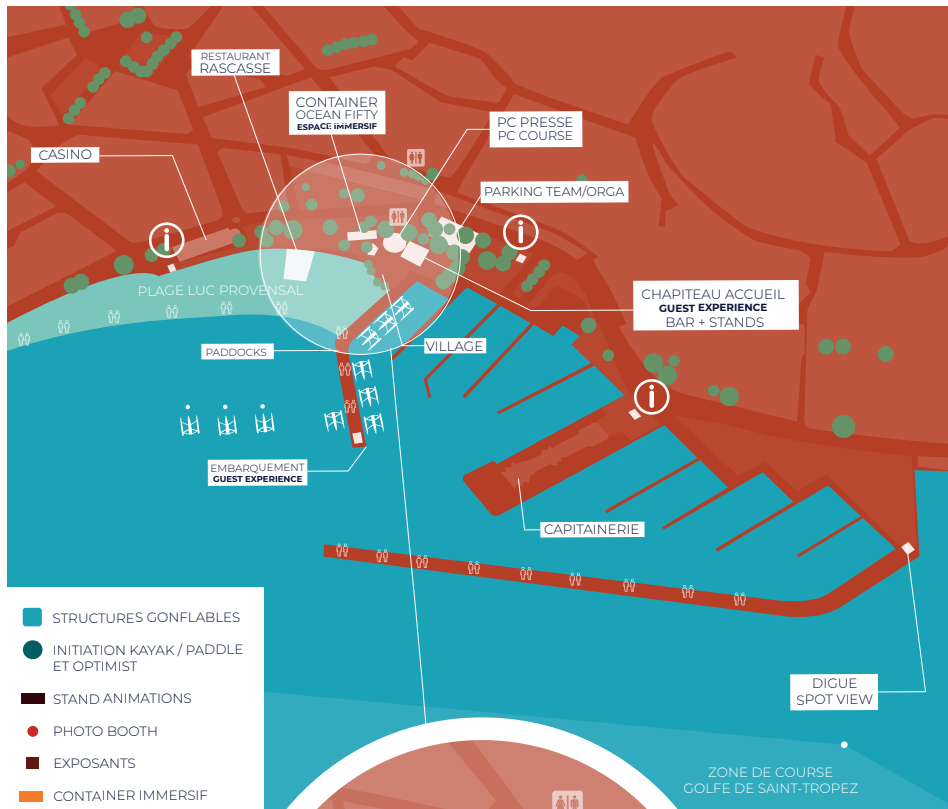 RESTAURANT
RASCASSE
CONTAINER
OCEAN FIFTY
ESPACE IMMERSIF
PC PRESSE
PC COURSE
CASINO
PARKING TEAM/ORGA
PLAGE LUC PROVENSAL
CHAPITEAU ACCUEIL
GUEST EXPERIENCE
BAR + STANDS
PADDOCKS
VILLAGE
EMBARQUEMENT
GUEST EXPERIENCE
CAPITAINERIE
STRUCTURES GONFLABLES
INITIATION KAYAK / PADDLE
ET OPTIMIST
STAND ANIMATIONS
PHOTO BOOTH
EXPOSANTS
CONTAINER IMMERSIF
DIGUE
SPOT VIEW
ZONE DE COURSE
GOLFE DE SAINT-TROPEZ